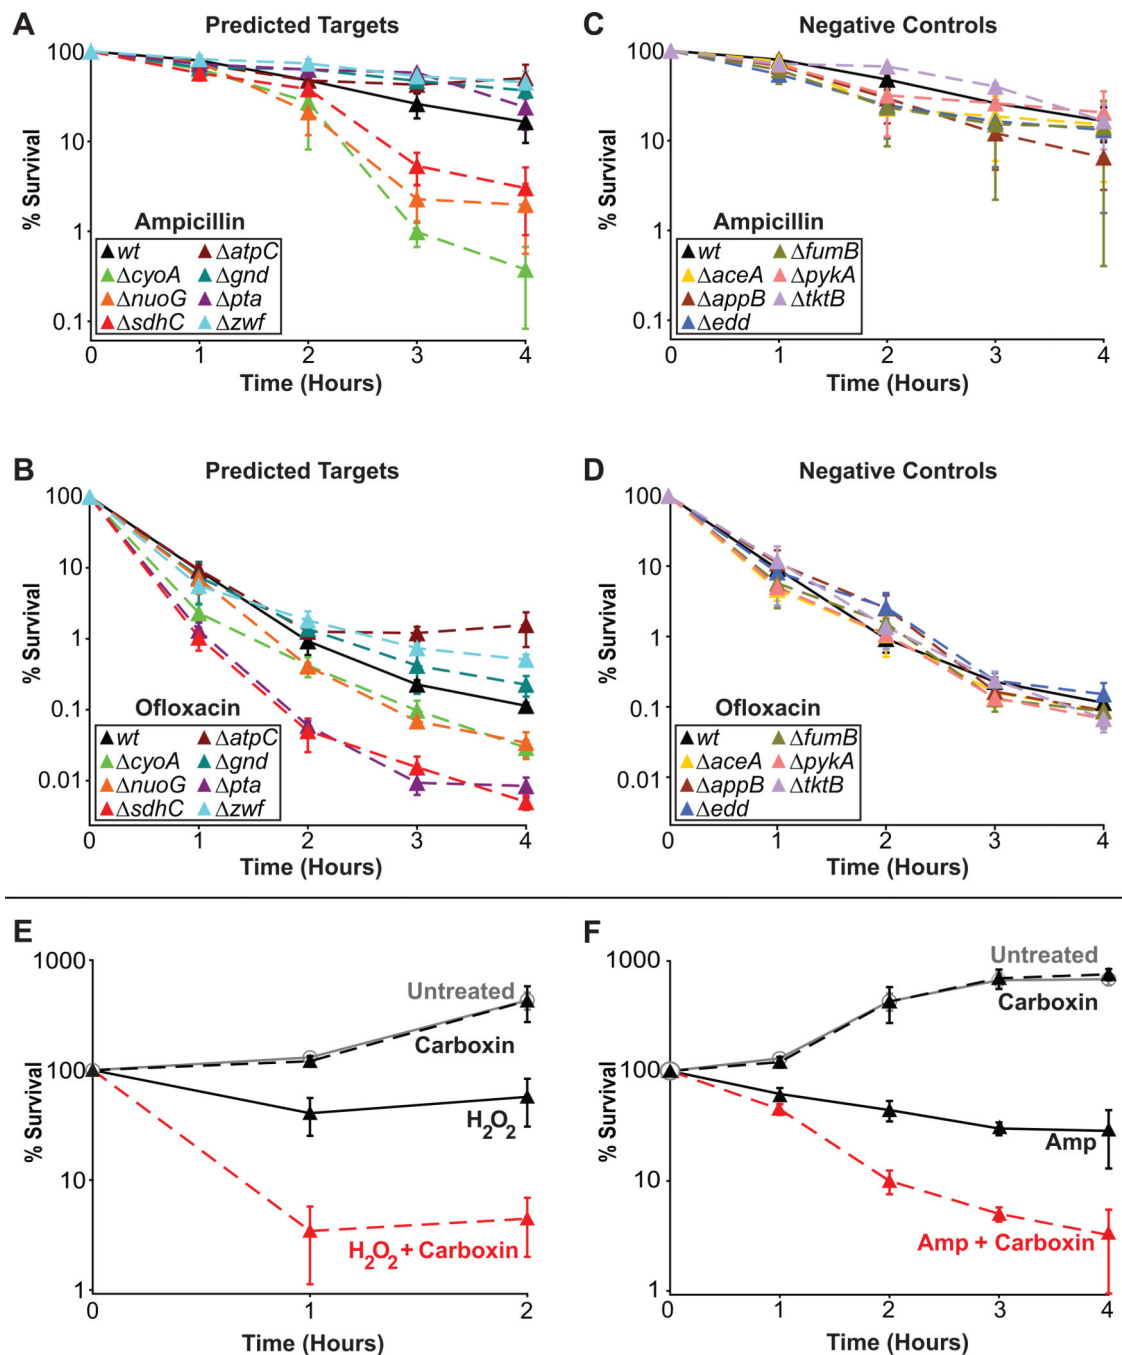 A
Predicted Targets
% Survival
100
10
1
0.1
Ampicillin
wt
ΔatpC
ΔcyoA
Δgnd
ΔnuoG
Δpta
ΔsdhC
Δzwf
0 1 2 3 4
Time (Hours)
C
Negative Controls
% Survival
100
10
1
0.1
Ampicillin
wt
ΔfumB
ΔaceA
ΔpykA
ΔappB
ΔtktB
Δedd
0 1 2 3 4
Time (Hours)
B
Predicted Targets
% Survival
100
10
1
0.1
0.01
Ofloxacin
wt
ΔatpC
ΔcyoA
Δgnd
ΔnuoG
Δpta
ΔsdhC
Δzwf
0 1 2 3 4
Time (Hours)
D
Negative Controls
% Survival
100
10
1
0.1
0.01
Ofloxacin
wt
ΔfumB
ΔaceA
ΔpykA
ΔappB
ΔtktB
Δedd
0 1 2 3 4
Time (Hours)
E
% Survival
1000
100
10
1
Untreated
Carboxin
H2O2
H2O2 + Carboxin
0 1 2
Time (Hours)
F
% Survival
1000
100
10
1
Untreated
Carboxin
Amp
Amp + Carboxin
0 1 2 3 4
Time (Hours)